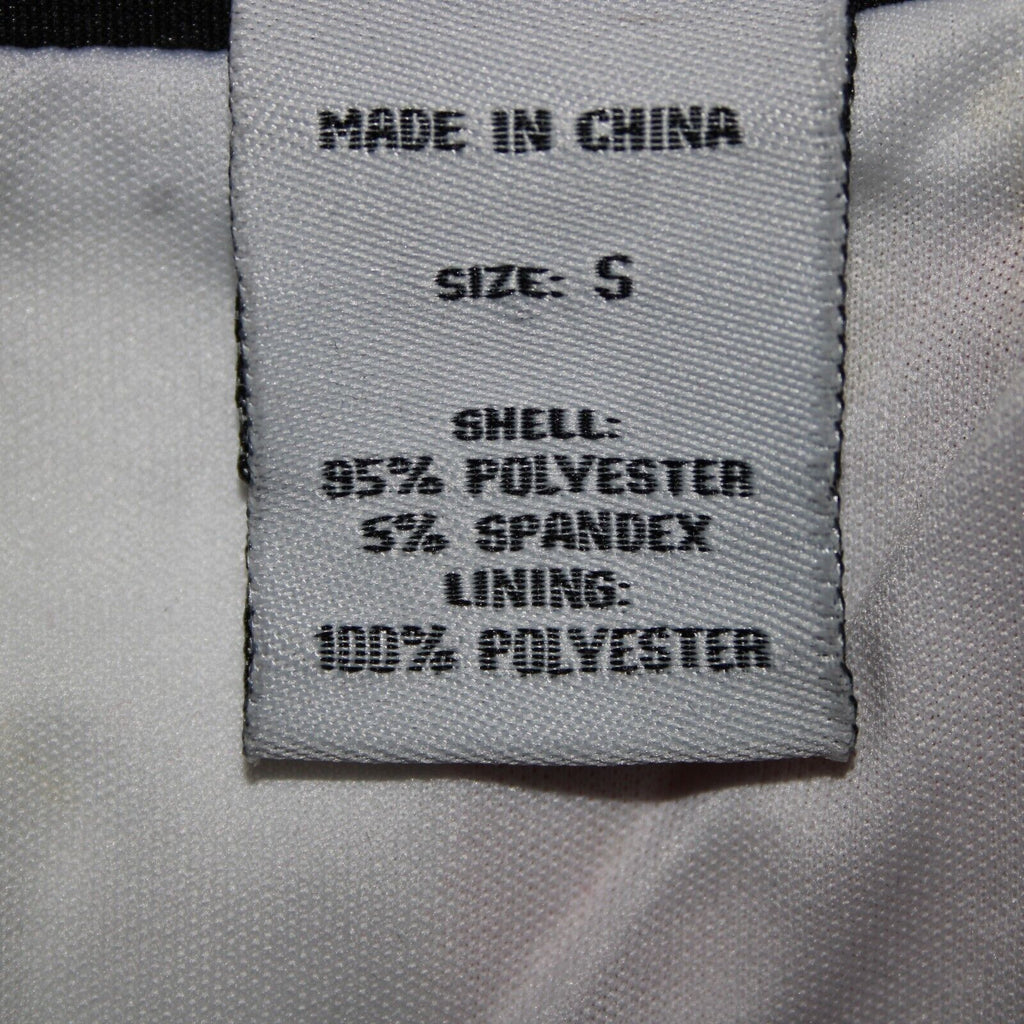 MADE IN CHINA
SIZE: S
SHELL:
95% POLYESTER
5% SPANDEX
LINING:
100% POLYESTER